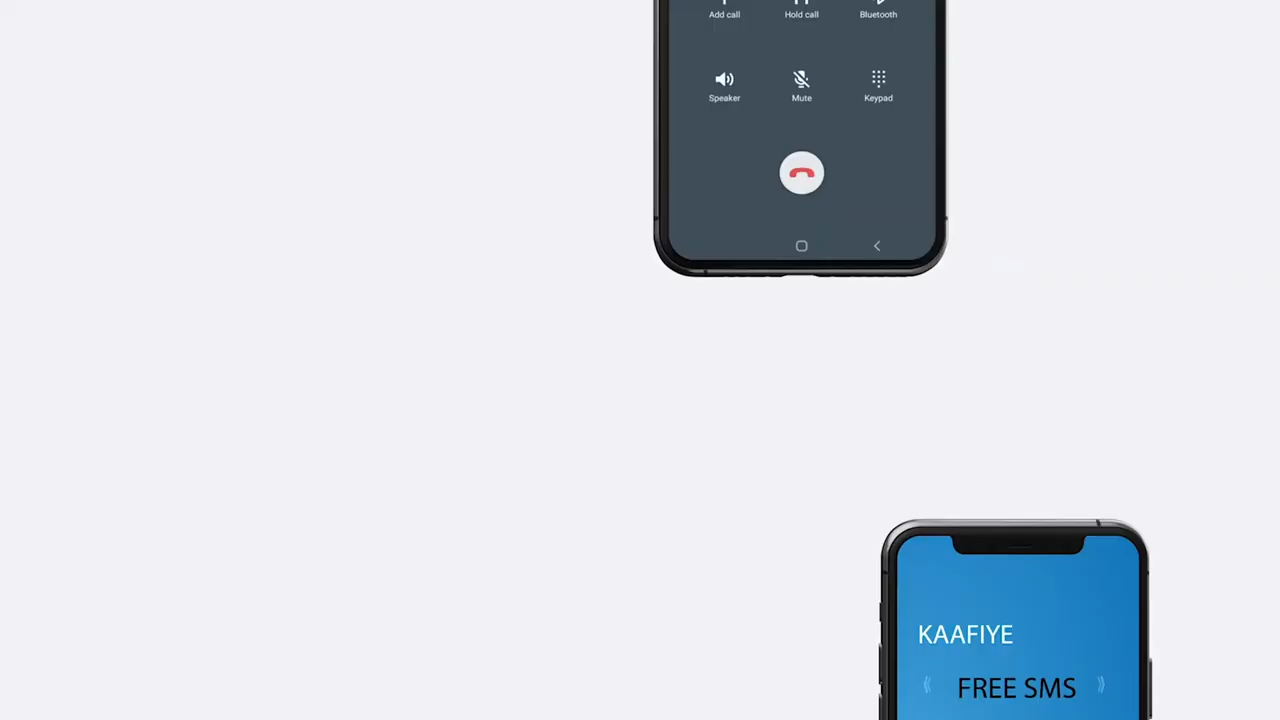 Add call Hold call Bluetooth
Speaker Mute Keypad
KAAFIYE
FREE SMS